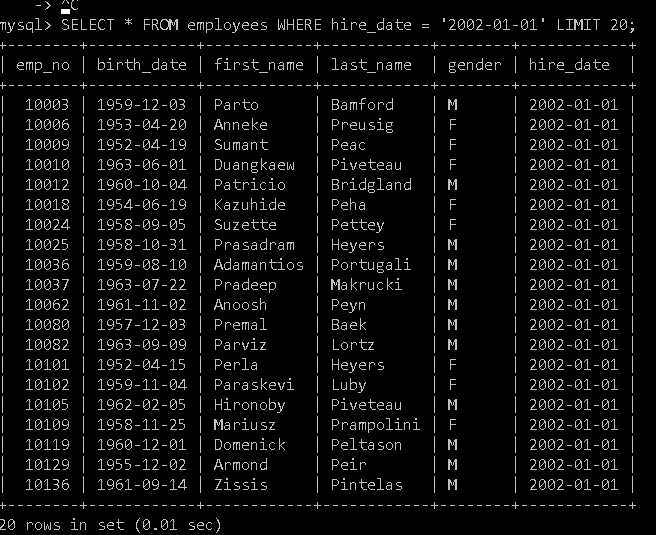 -> ^C
mysql> SELECT * FROM employees WHERE hire_date = '2002-01-01' LIMIT 20;
+--------+------------+------------+------------+--------+------------+
| emp_no | birth_date | first_name | last_name | gender | hire_date |
+--------+------------+------------+------------+--------+------------+
| 10003 | 1959-12-03 | Parto | Bamford | M | 2002-01-01 |
| 10006 | 1953-04-20 | Anneke | Preusig | F | 2002-01-01 |
| 10009 | 1952-04-19 | Sumant | Peac | F | 2002-01-01 |
| 10010 | 1963-06-01 | Duangkaew | Piveteau | F | 2002-01-01 |
| 10012 | 1960-10-04 | Patricio | Bridgland | M | 2002-01-01 |
| 10018 | 1954-06-19 | Kazuhide | Peha | F | 2002-01-01 |
| 10024 | 1958-09-05 | Suzette | Pettey | F | 2002-01-01 |
| 10025 | 1958-10-31 | Prasadram | Heyers | M | 2002-01-01 |
| 10036 | 1959-08-10 | Adamantios | Portugali | M | 2002-01-01 |
| 10037 | 1963-07-22 | Pradeep | Makrucki | M | 2002-01-01 |
| 10062 | 1961-11-02 | Anoosh | Peyn | M | 2002-01-01 |
| 10080 | 1957-12-03 | Premal | Baek | M | 2002-01-01 |
| 10082 | 1963-09-09 | Parviz | Lortz | M | 2002-01-01 |
| 10101 | 1952-04-15 | Perla | Heyers | F | 2002-01-01 |
| 10102 | 1959-11-04 | Paraskevi | Luby | F | 2002-01-01 |
| 10105 | 1962-02-05 | Hironoby | Piveteau | M | 2002-01-01 |
| 10109 | 1958-11-25 | Mariusz | Prampolini | F | 2002-01-01 |
| 10119 | 1960-12-01 | Domenick | Peltason | M | 2002-01-01 |
| 10129 | 1955-12-02 | Armond | Peir | M | 2002-01-01 |
| 10136 | 1961-09-14 | Zissis | Pintelas | M | 2002-01-01 |
+--------+------------+------------+------------+--------+------------+
20 rows in set (0.01 sec)